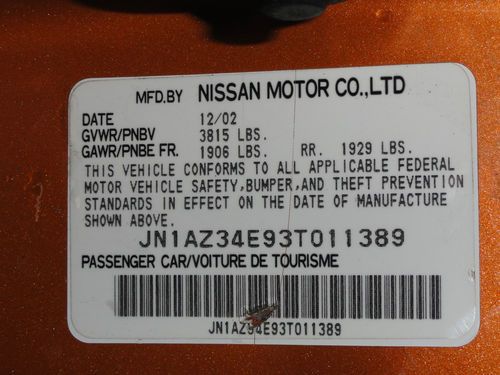 MFD.BY NISSAN MOTOR CO.,LTD
DATE 12/02
GVWR/PNBV 3815 LBS.
GAWR/PNBE FR. 1906 LBS. RR. 1929 LBS.
THIS VEHICLE CONFORMS TO ALL APPLICABLE FEDERAL
MOTOR VEHICLE SAFETY,BUMPER,AND THEFT PREVENTION
STANDARDS IN EFFECT ON THE DATE OF MANUFACTURE
SHOWN ABOVE.
JN1AZ34E93T011389
PASSENGER CAR/VOITURE DE TOURISME
JN1AZ34E93T011389